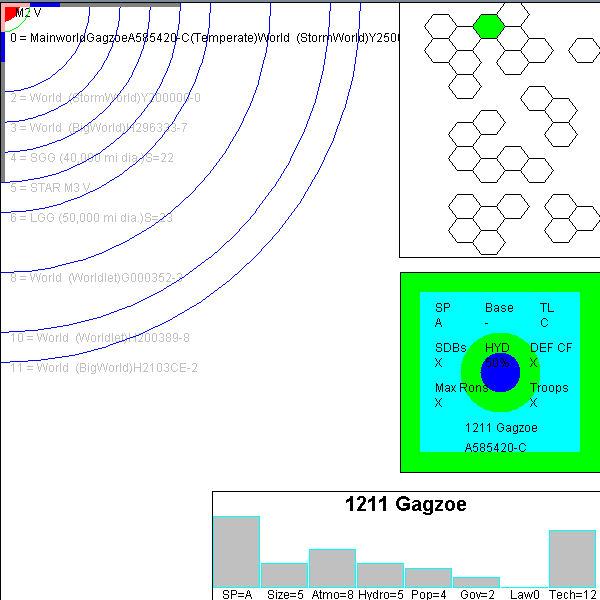 M2 V
0 = MainworldGagzoeA585420-C(Temperate)World (StormWorld)Y2500
2 = World (StormWorld)Y200000-0
3 = World (BigWorld)H296333-7
4 = SGG (40,000 mi dia.)S=22
5 = STAR M3 V
6 = LGG (50,000 mi dia.)S=23
8 = World (Worldlet)G000352-3
10 = World (Worldlet)H200389-8
11 = World (BigWorld)H2103CE-2
SP Base TL
A - C
SDBs HYD DEF CF
X 50% X
Max Rons Troops
X X
1211 Gagzoe
A585420-C
1211 Gagzoe
SP=A Size=5 Atmo=8 Hydro=5 Pop=4 Gov=2 Law0 Tech=12